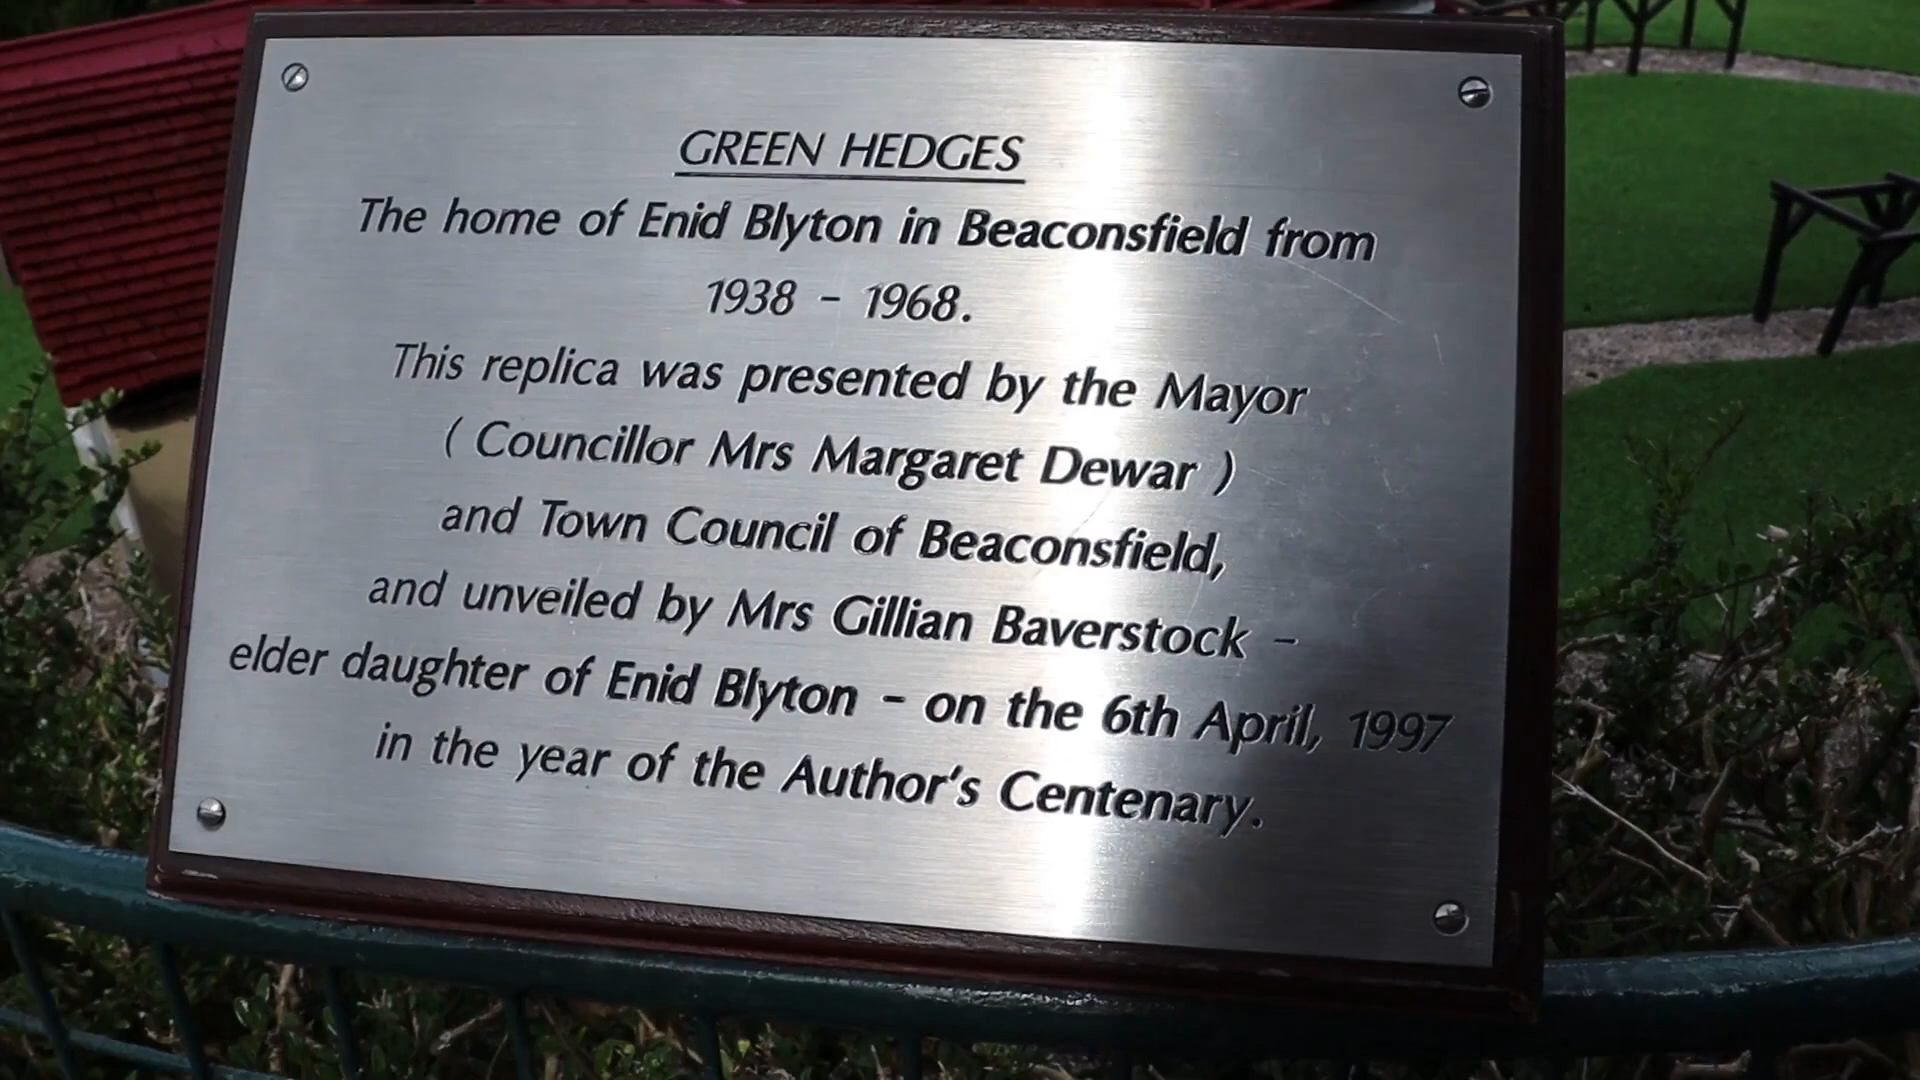 GREEN HEDGES
The home of Enid Blyton in Beaconsfield from
1938 - 1968.
This replica was presented by the Mayor
( Councillor Mrs Margaret Dewar )
and Town Council of Beaconsfield,
and unveiled by Mrs Gillian Baverstock -
elder daughter of Enid Blyton - on the 6th April, 1997
in the year of the Author's Centenary.